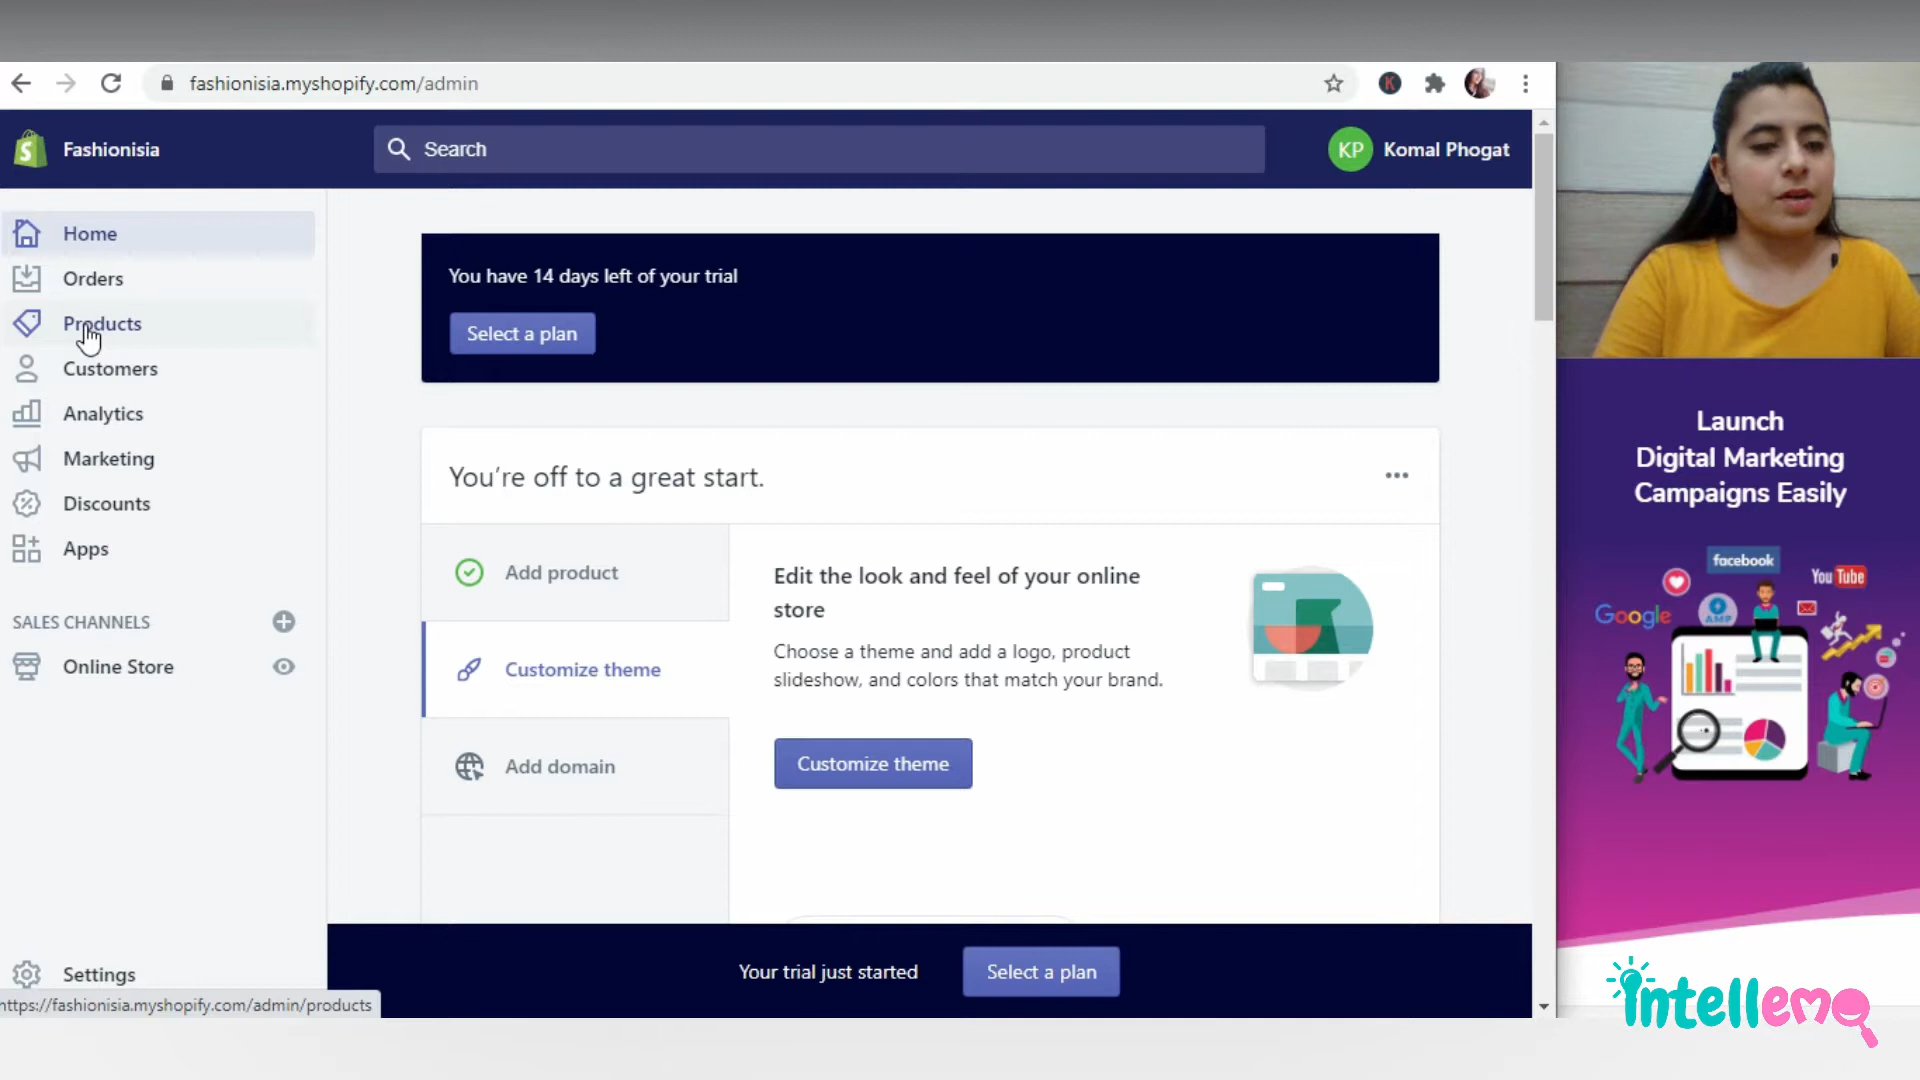 fashionisia.myshopify.com/admin
K
Fashionisia
Search
KP
Komal Phogat
Home
Orders
Products
Customers
Analytics
Marketing
Discounts
Apps
SALES CHANNELS
Online Store
Settings
https://fashionisia.myshopify.com/admin/products
You have 14 days left of your trial
Select a plan
You’re off to a great start.
Add product
Customize theme
Add domain
Edit the look and feel of your online
store
Choose a theme and add a logo, product
slideshow, and colors that match your brand.
Customize theme
Your trial just started
Select a plan
Launch
Digital Marketing
Campaigns Easily
facebook
YouTube
Google
AMP
intellemo